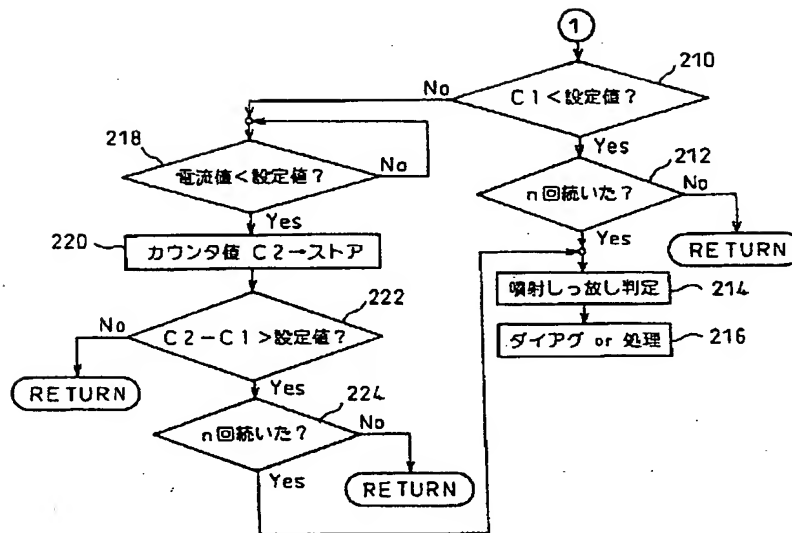 1
210
C1<設定値?
No
Yes
218
電流値<設定値?
No
Yes
212
n回続いた?
No
Yes
RETURN
220
カウンタ値 C2→ストア
噴射しっ放し判定
214
222
C2-C1>設定値?
No
Yes
ダイアグ or 処理
216
RETURN
224
n回続いた?
No
Yes
RETURN